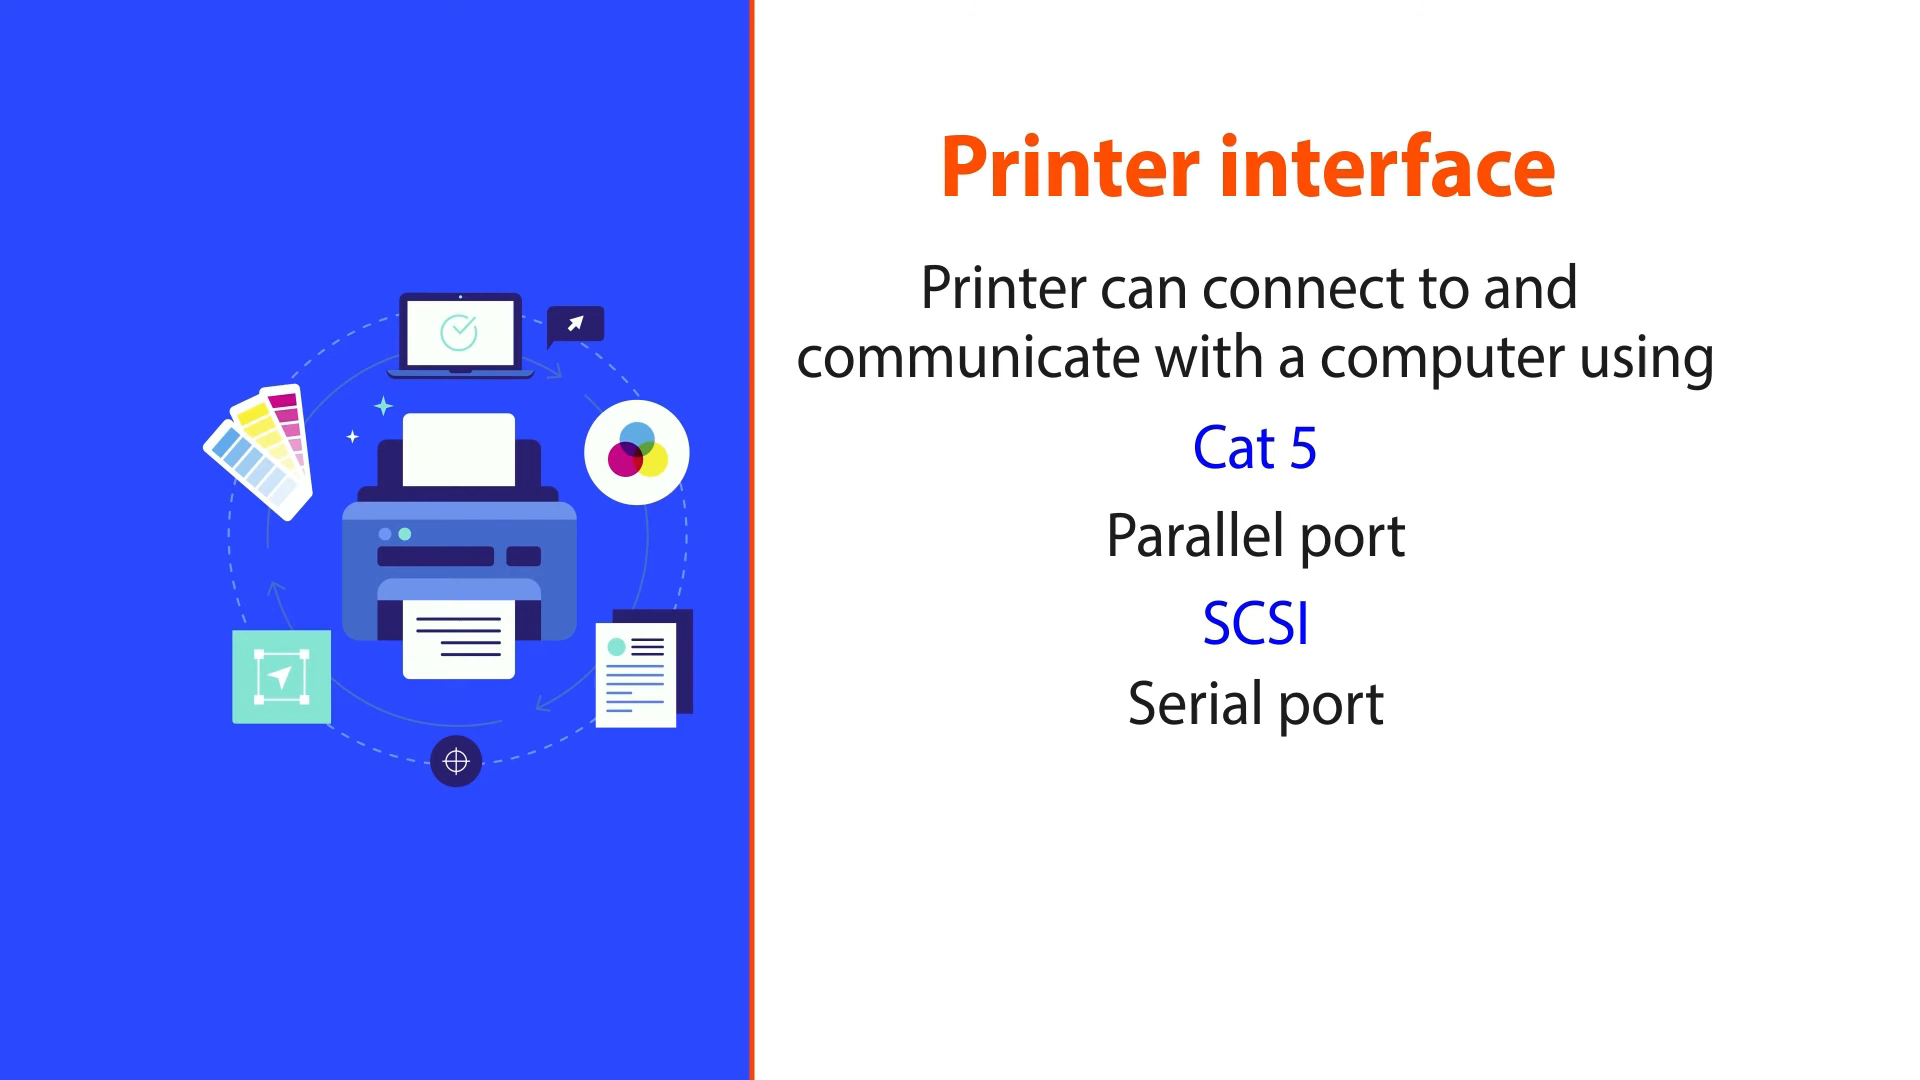 Printer interface
Printer can connect to and
communicate with a computer using
Cat 5
Parallel port
SCSI
Serial port